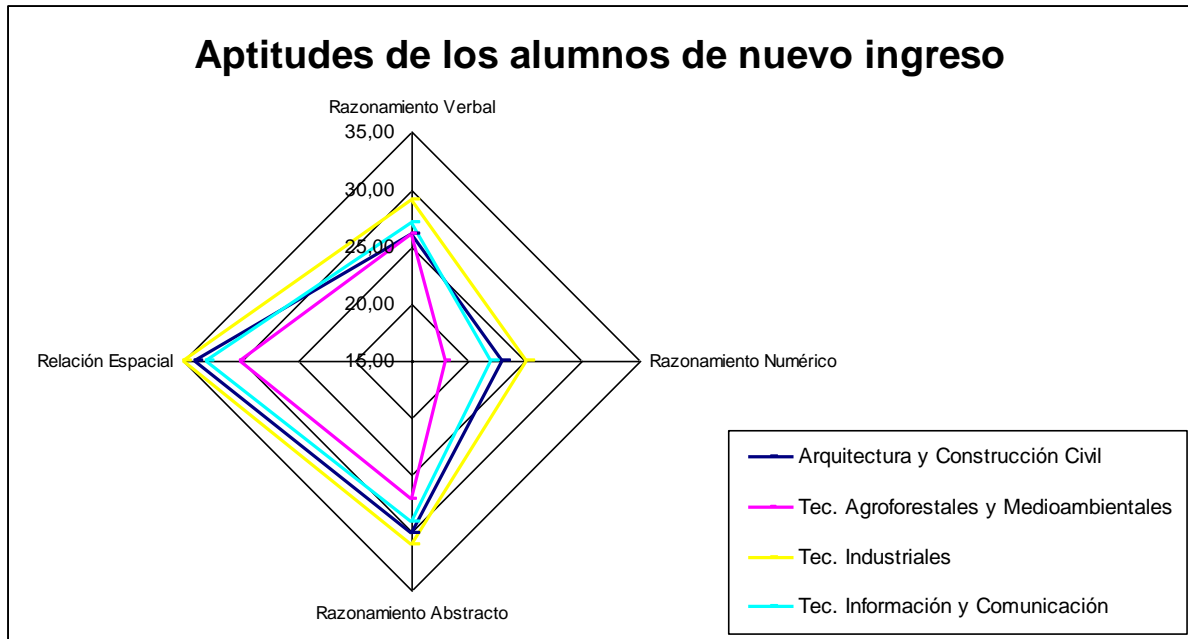 Aptitudes de los alumnos de nuevo ingreso
Razonamiento Verbal
35,00
30,00
25,00
20,00
15,00
Relación Espacial
Razonamiento Numérico
Razonamiento Abstracto
Arquitectura y Construcción Civil
Tec. Agroforestales y Medioambientales
Tec. Industriales
Tec. Información y Comunicación